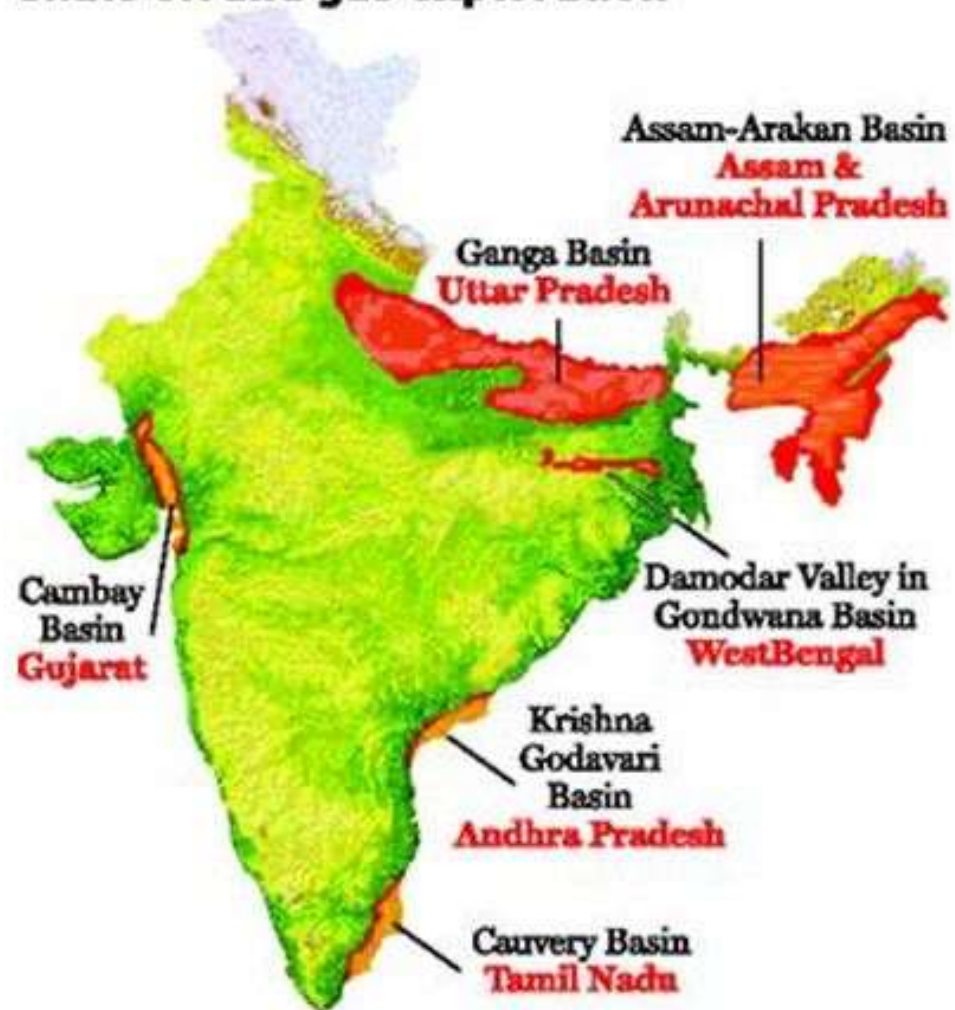 Assam-Arakan Basin
Assam &
Arunachal Pradesh
Ganga Basin
Uttar Pradesh
Cambay
Basin
Gujarat
Damodar Valley in
Gondwana Basin
WestBengal
Krishna
Godavari
Basin
Andhra Pradesh
Cauvery Basin
Tamil Nadu